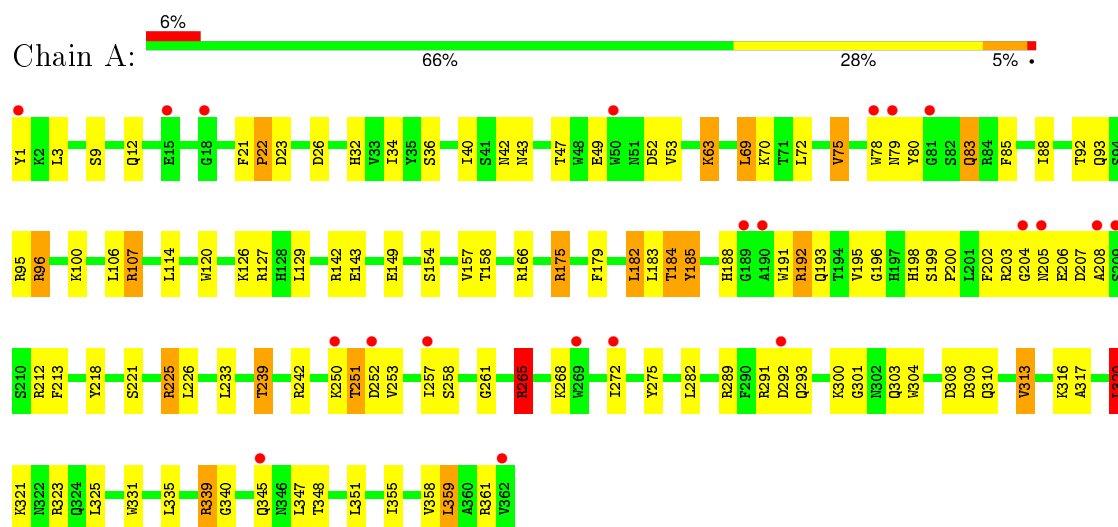 6%
Chain A:
66% 28% 5% •
Y1 K2 L3 S9 Q12 E15 G18 F21 P22 D23 D26 H32 V33 I34 Y35 S36 I40 S41 N42 N43 T47 W48 E49 W50 N51 D52 V53 K63 L69 K70 T71 L72 V75 W78 N79 Y80 G81 S82 Q83 R84 F85 I88 T92 Q93 S94
R95 R96 K100 L106 R107 L114 W120 K126 R127 H128 L129 R142 E143 E149 S154 V157 T158 R166 R175 F179 L182 L183 T184 Y185 H188 G189 A190 W191 R192 Q193 T194 V195 G196 H197 H198 S199 P200 L201 F202 R203 G204 N205 E206 D207 A208 S209
S210 R212 F213 Y218 S221 R225 L226 L233 T239 R242 K250 T251 D252 V253 I257 S258 G261 R265 K268 W269 I272 Y275 L282 R289 F290 R291 D292 Q293 K300 G301 N302 Q303 W304 D308 D309 Q310 V313 K316 A317 L320
K321 N322 R323 Q324 L325 W331 L335 R339 G340 Q345 N346 L347 T348 L351 I355 V358 L359 A360 R361 V362